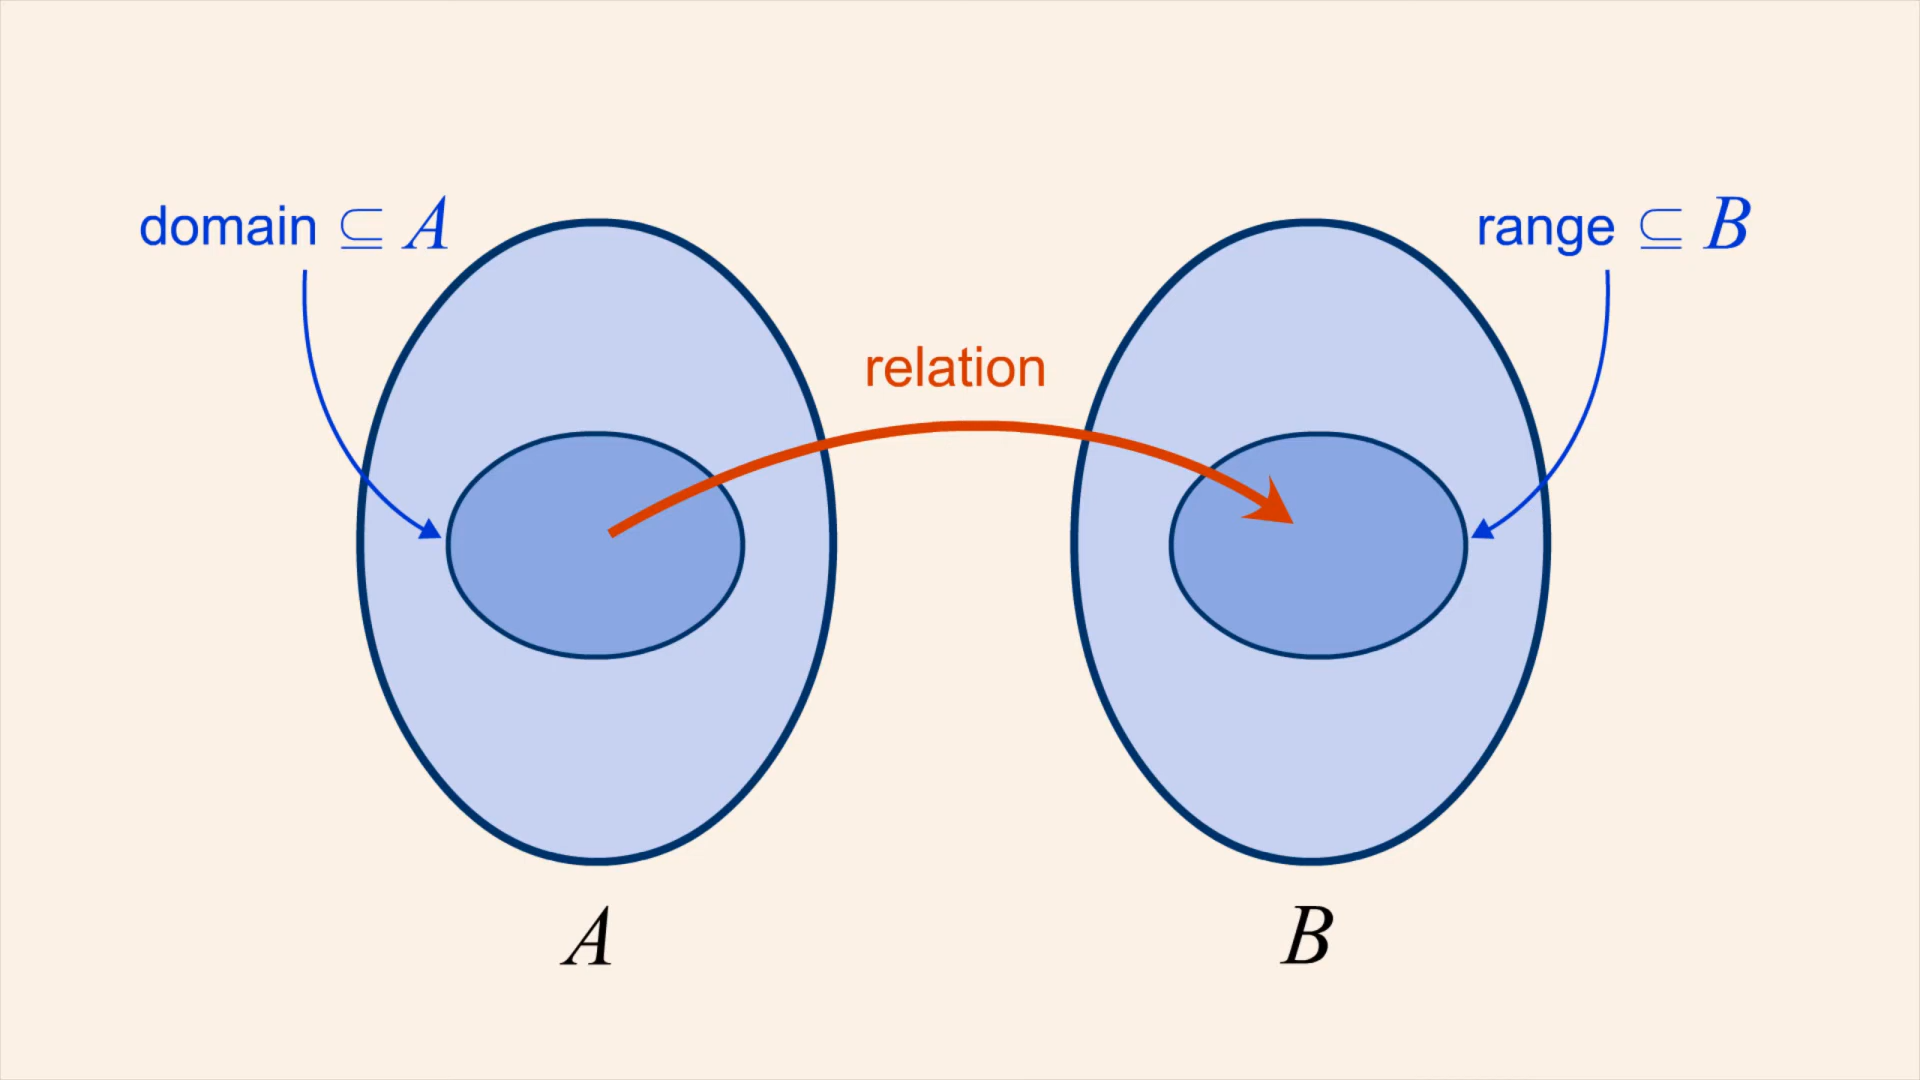 domain ⊆ A
range ⊆ B
relation
A
B